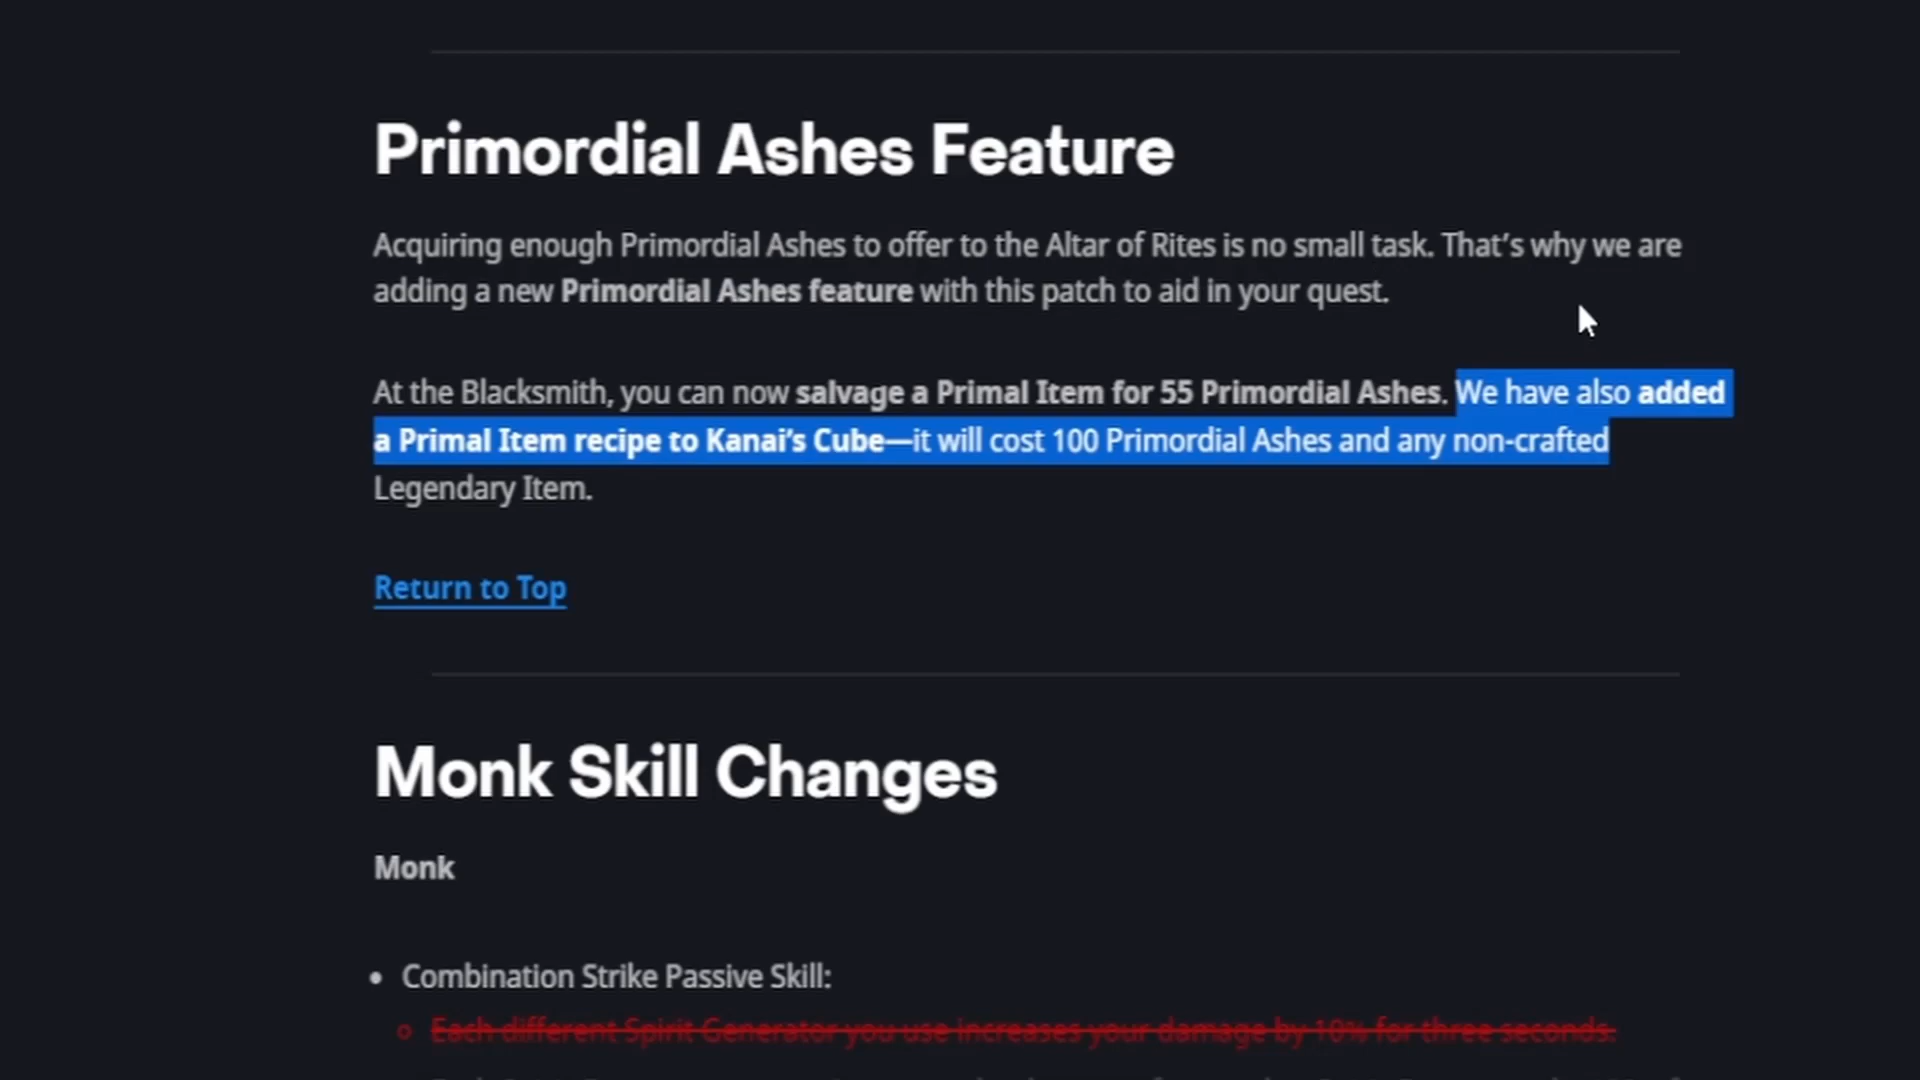 Primordial Ashes Feature
Acquiring enough Primordial Ashes to offer to the Altar of Rites is no small task. That’s why we are
adding a new Primordial Ashes feature with this patch to aid in your quest.
At the Blacksmith, you can now salvage a Primal Item for 55 Primordial Ashes. We have also added
a Primal Item recipe to Kanai’s Cube—it will cost 100 Primordial Ashes and any non-crafted
Legendary Item.
Return to Top
Monk Skill Changes
Monk
Combination Strike Passive Skill:
Each different Spirit Generator you use increases your damage by 10% for three seconds.